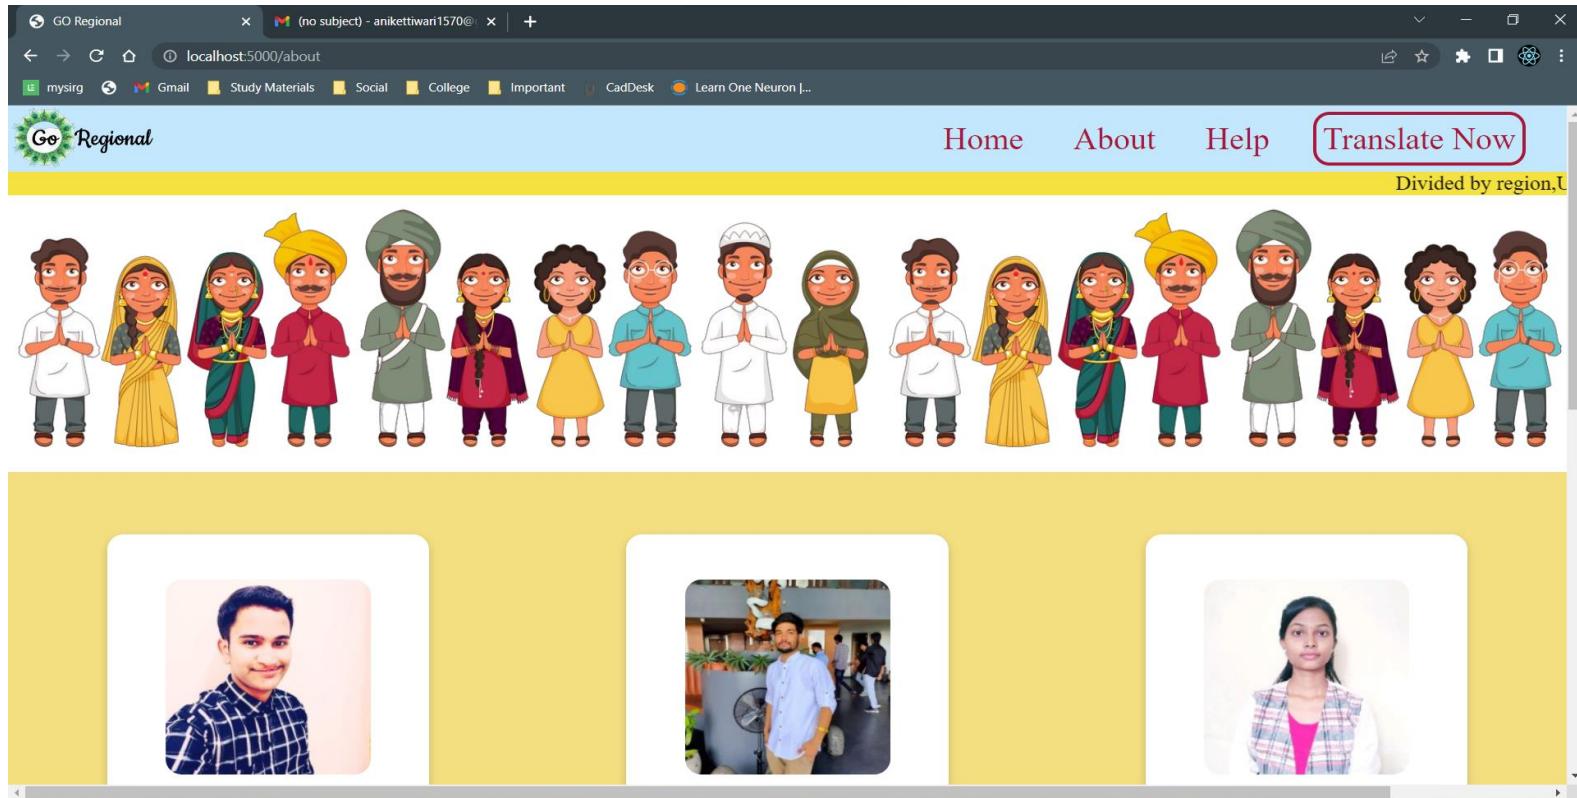 GO Regional
(no subject) - anikettiwari1570@
localhost:5000/about
mysirg Gmail Study Materials Social College Important CadDesk Learn One Neuron |...
Go Regional Home About Help Translate Now
Divided by region,U